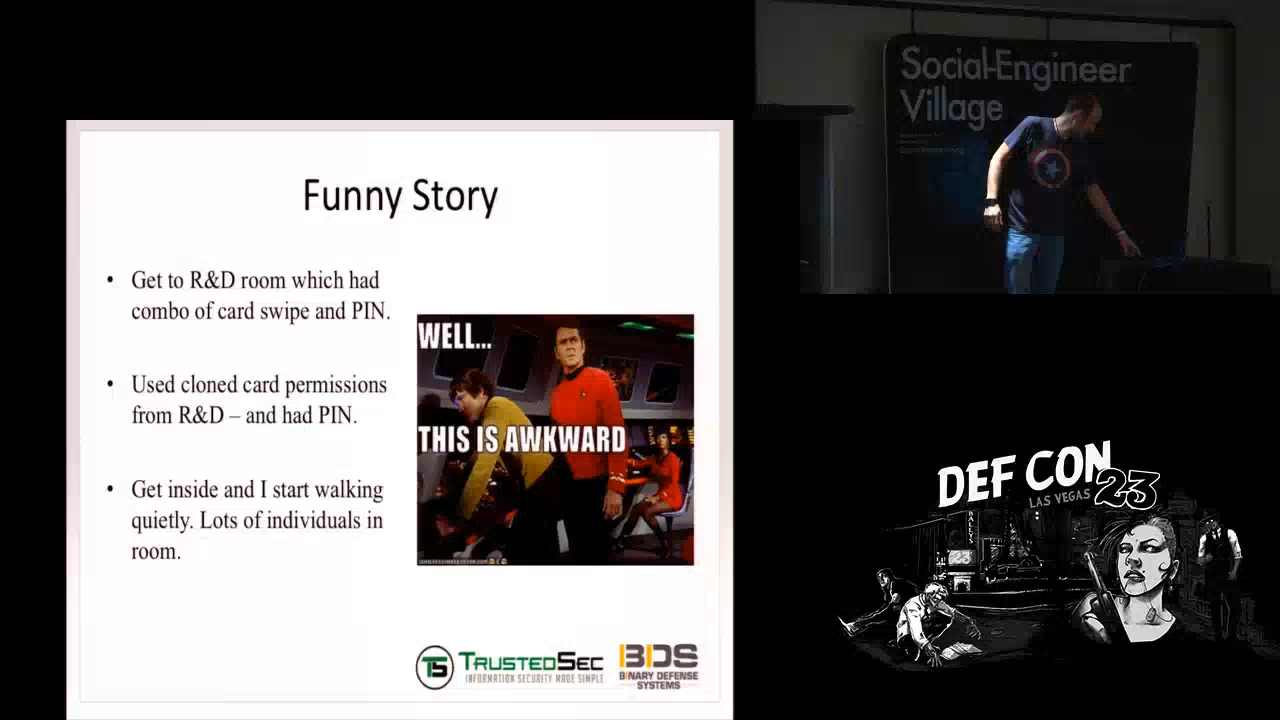 Funny Story
• Get to R&D room which had
combo of card swipe and PIN.
• Used cloned card permissions
from R&D – and had PIN.
• Get inside and I start walking
quietly. Lots of individuals in
room.
WELL...
THIS IS AWKWARD
TS TRUSTEDSEC
INFORMATION SECURITY MADE SIMPLE
BDS
BINARY DEFENSE
SYSTEMS
Social-Engineer
Village
DEF CON
LAS VEGAS 23
BALLYS